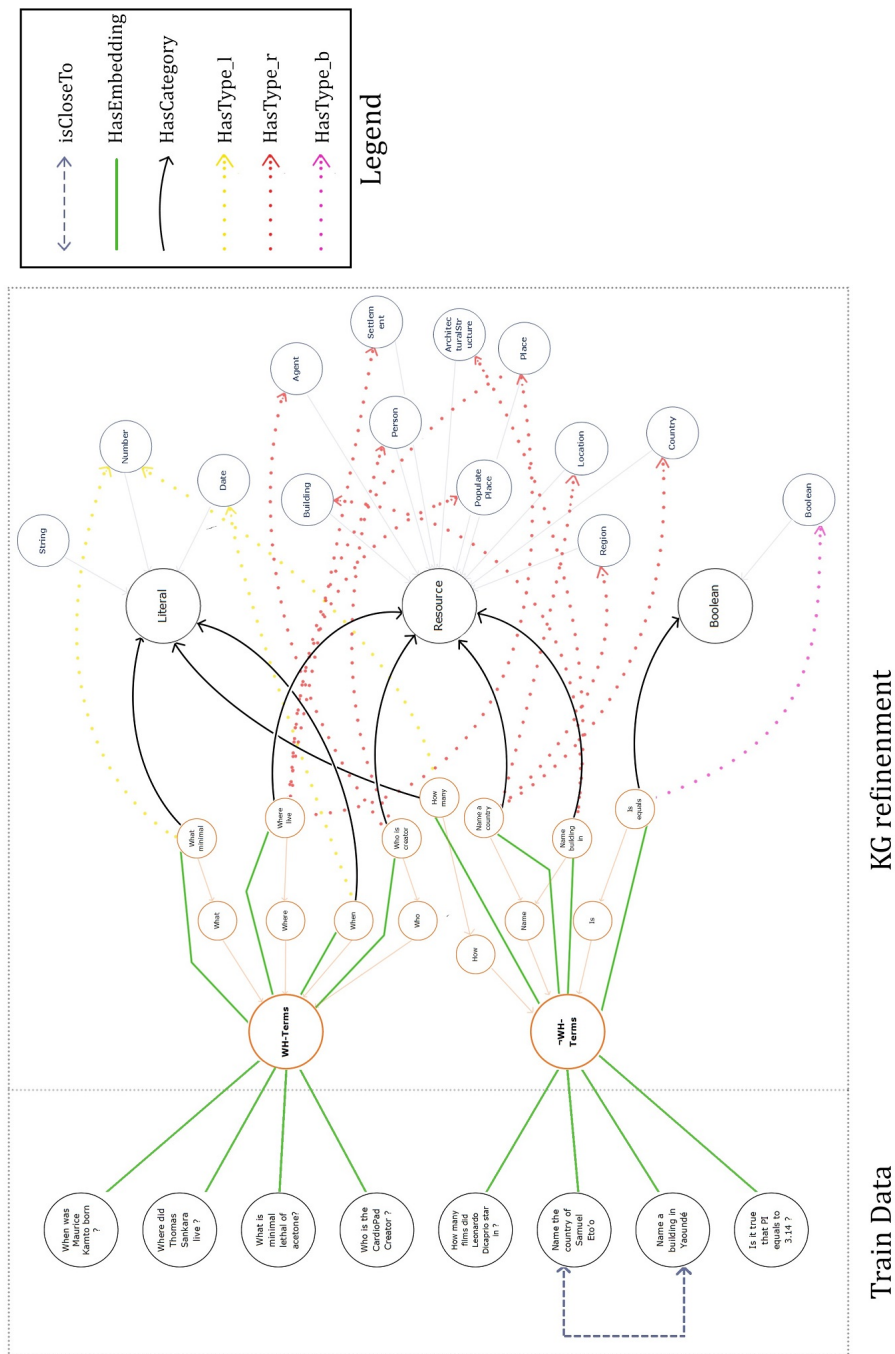 isCloseTo
HasEmbedding
HasCategory
HasType_l
HasType_r
HasType_b
Legend
When was
Maurice
Kamto born
?
Where did
Thomas
Sankara
live ?
What is
minimal
lethal of
acetone?
Who is the
CardioPad
Creator ?
How many
films did
Leonardo
Dicaprio star
in ?
Name the
country of
Samuel
Eto'o
Name a
building in
Yaoundé
Is it true
that PI
equals to
3.14 ?
WH-Terms
¬WH-
Terms
What
Where
When
Who
How
Name
Is
What
minimal
Where
live
Who is
creator
How
many
Name a
country
Name
building
in
Is
equals
Literal
Resource
Boolean
String
Number
Date
Building
Agent
Person
Settlem
ent
Populate
Place
Architec
turalStr
ucture
Place
Location
Region
Country
Boolean
Train Data
KG refinenment